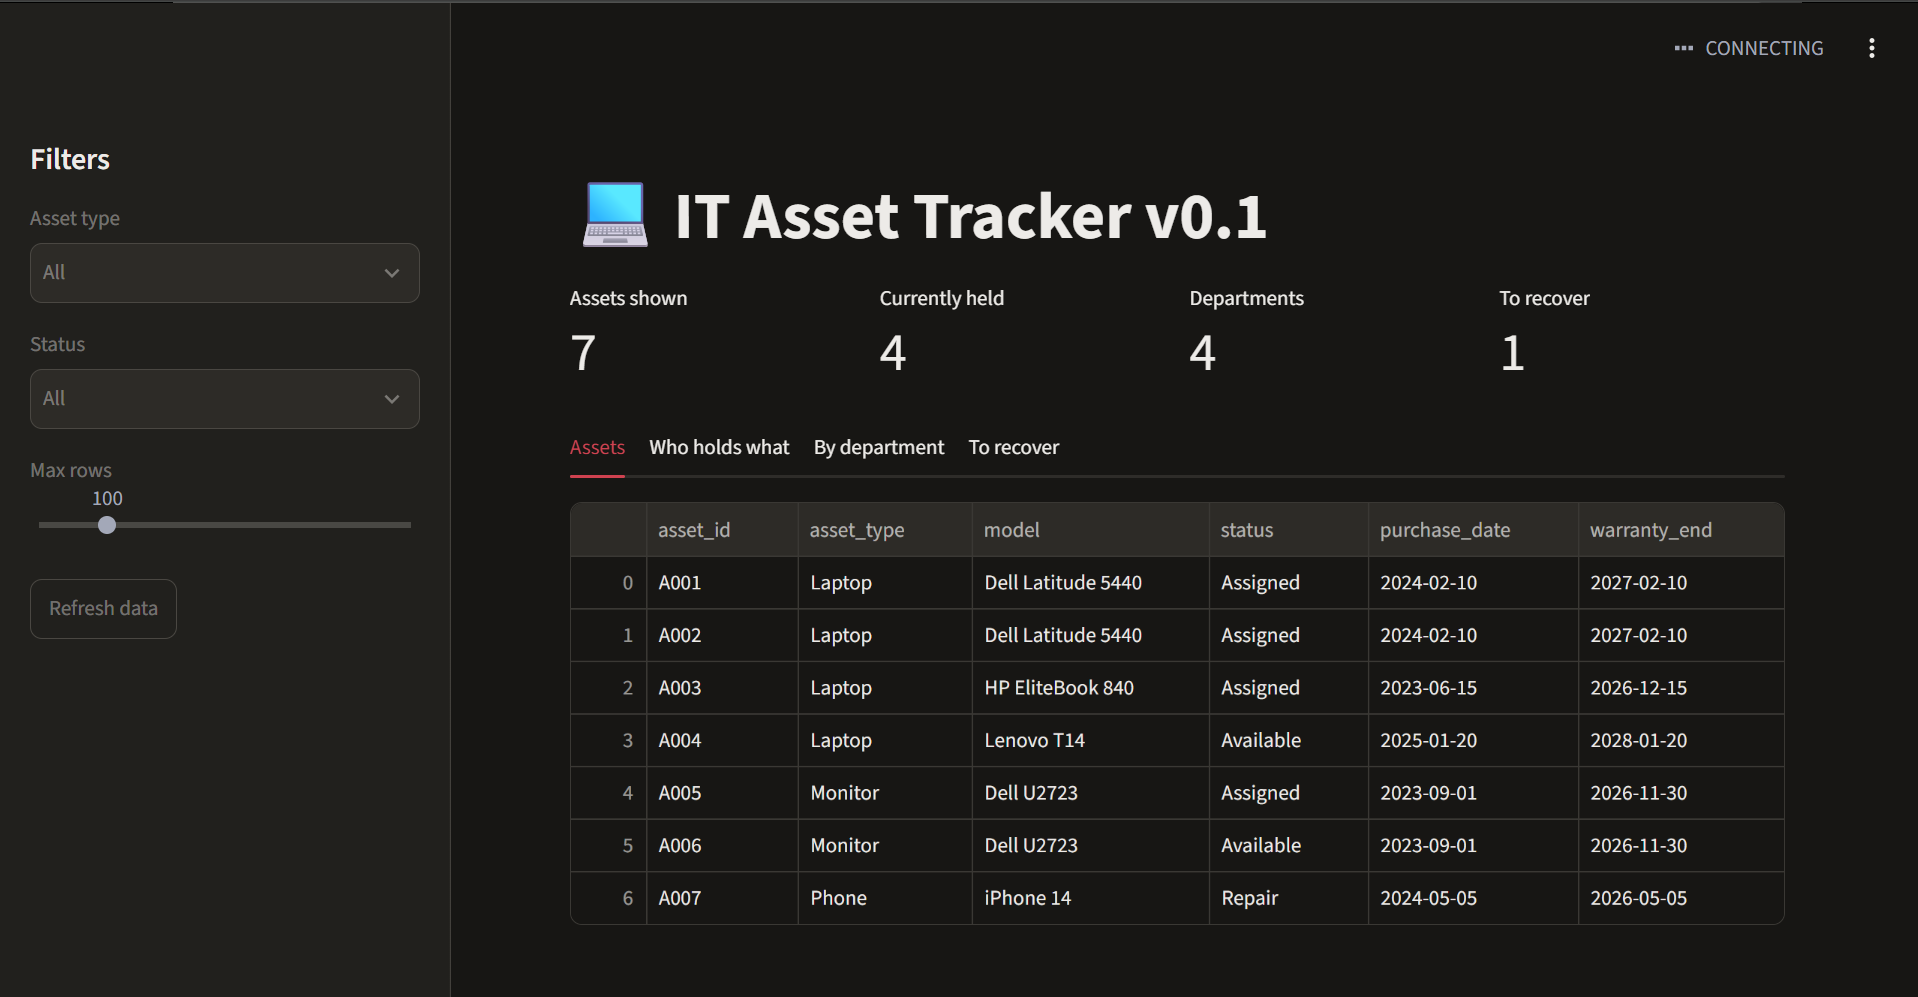 CONNECTING
Filters
Asset type
All
Status
All
Max rows
100
Refresh data
IT Asset Tracker v0.1
Assets shown Currently held Departments To recover
7 4 4 1
Assets Who holds what By department To recover
asset_id asset_type model status purchase_date warranty_end
0 A001 Laptop Dell Latitude 5440 Assigned 2024-02-10 2027-02-10
1 A002 Laptop Dell Latitude 5440 Assigned 2024-02-10 2027-02-10
2 A003 Laptop HP EliteBook 840 Assigned 2023-06-15 2026-12-15
3 A004 Laptop Lenovo T14 Available 2025-01-20 2028-01-20
4 A005 Monitor Dell U2723 Assigned 2023-09-01 2026-11-30
5 A006 Monitor Dell U2723 Available 2023-09-01 2026-11-30
6 A007 Phone iPhone 14 Repair 2024-05-05 2026-05-05